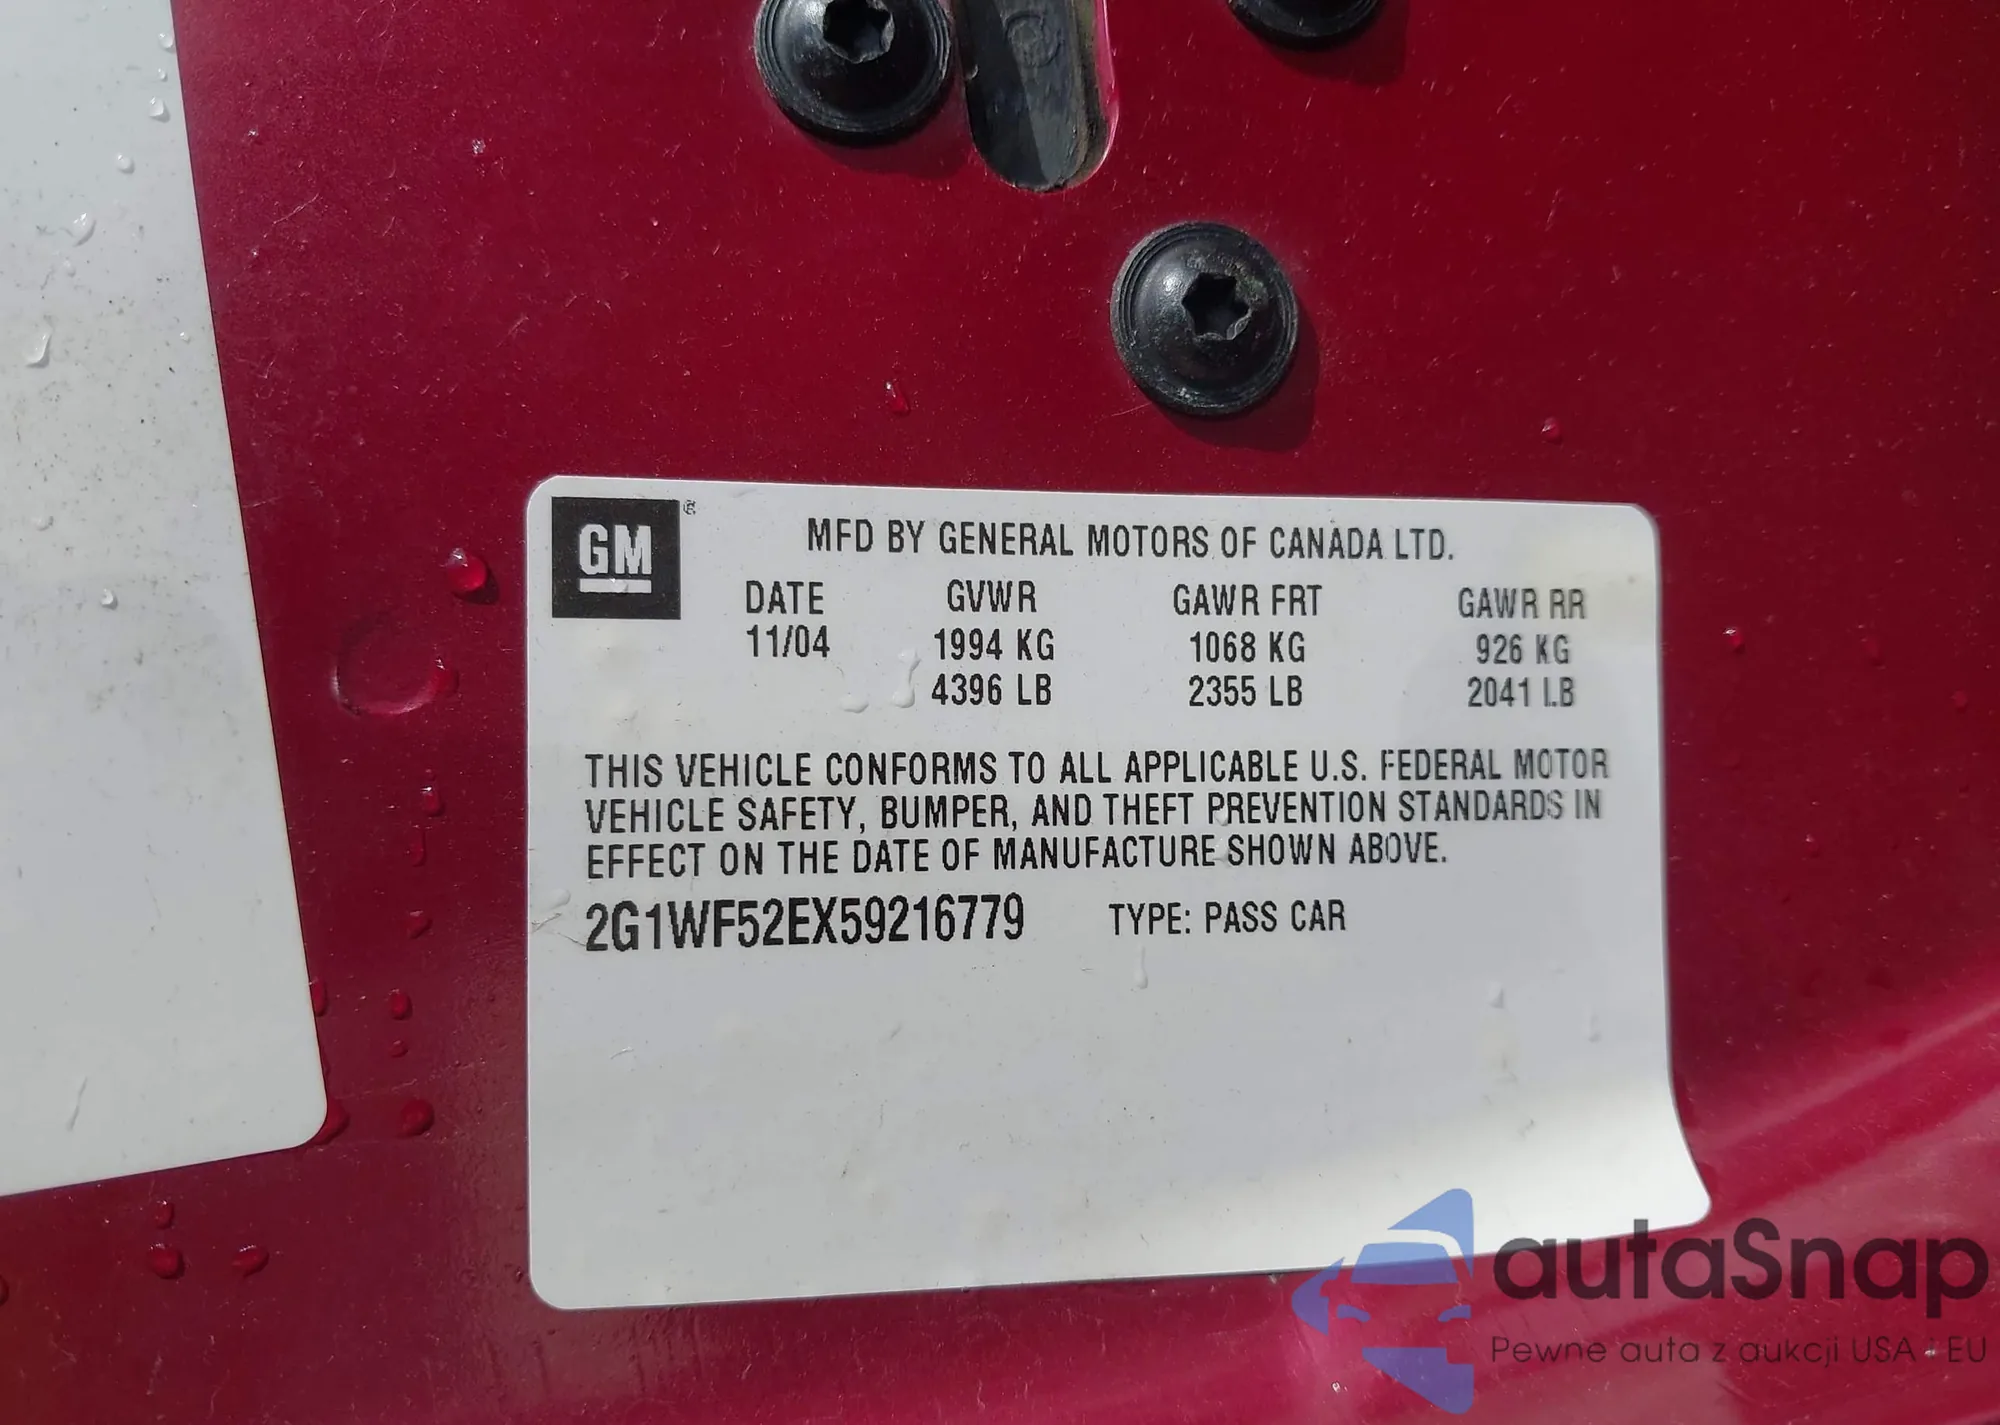 GM ®
MFD BY GENERAL MOTORS OF CANADA LTD.
DATE GVWR GAWR FRT GAWR RR
11/04 1994 KG 1068 KG 926 KG
4396 LB 2355 LB 2041 LB
THIS VEHICLE CONFORMS TO ALL APPLICABLE U.S. FEDERAL MOTOR
VEHICLE SAFETY, BUMPER, AND THEFT PREVENTION STANDARDS IN
EFFECT ON THE DATE OF MANUFACTURE SHOWN ABOVE.
2G1WF52EX59216779 TYPE: PASS CAR
autaSnap
Pewne auta z aukcji USA i EU